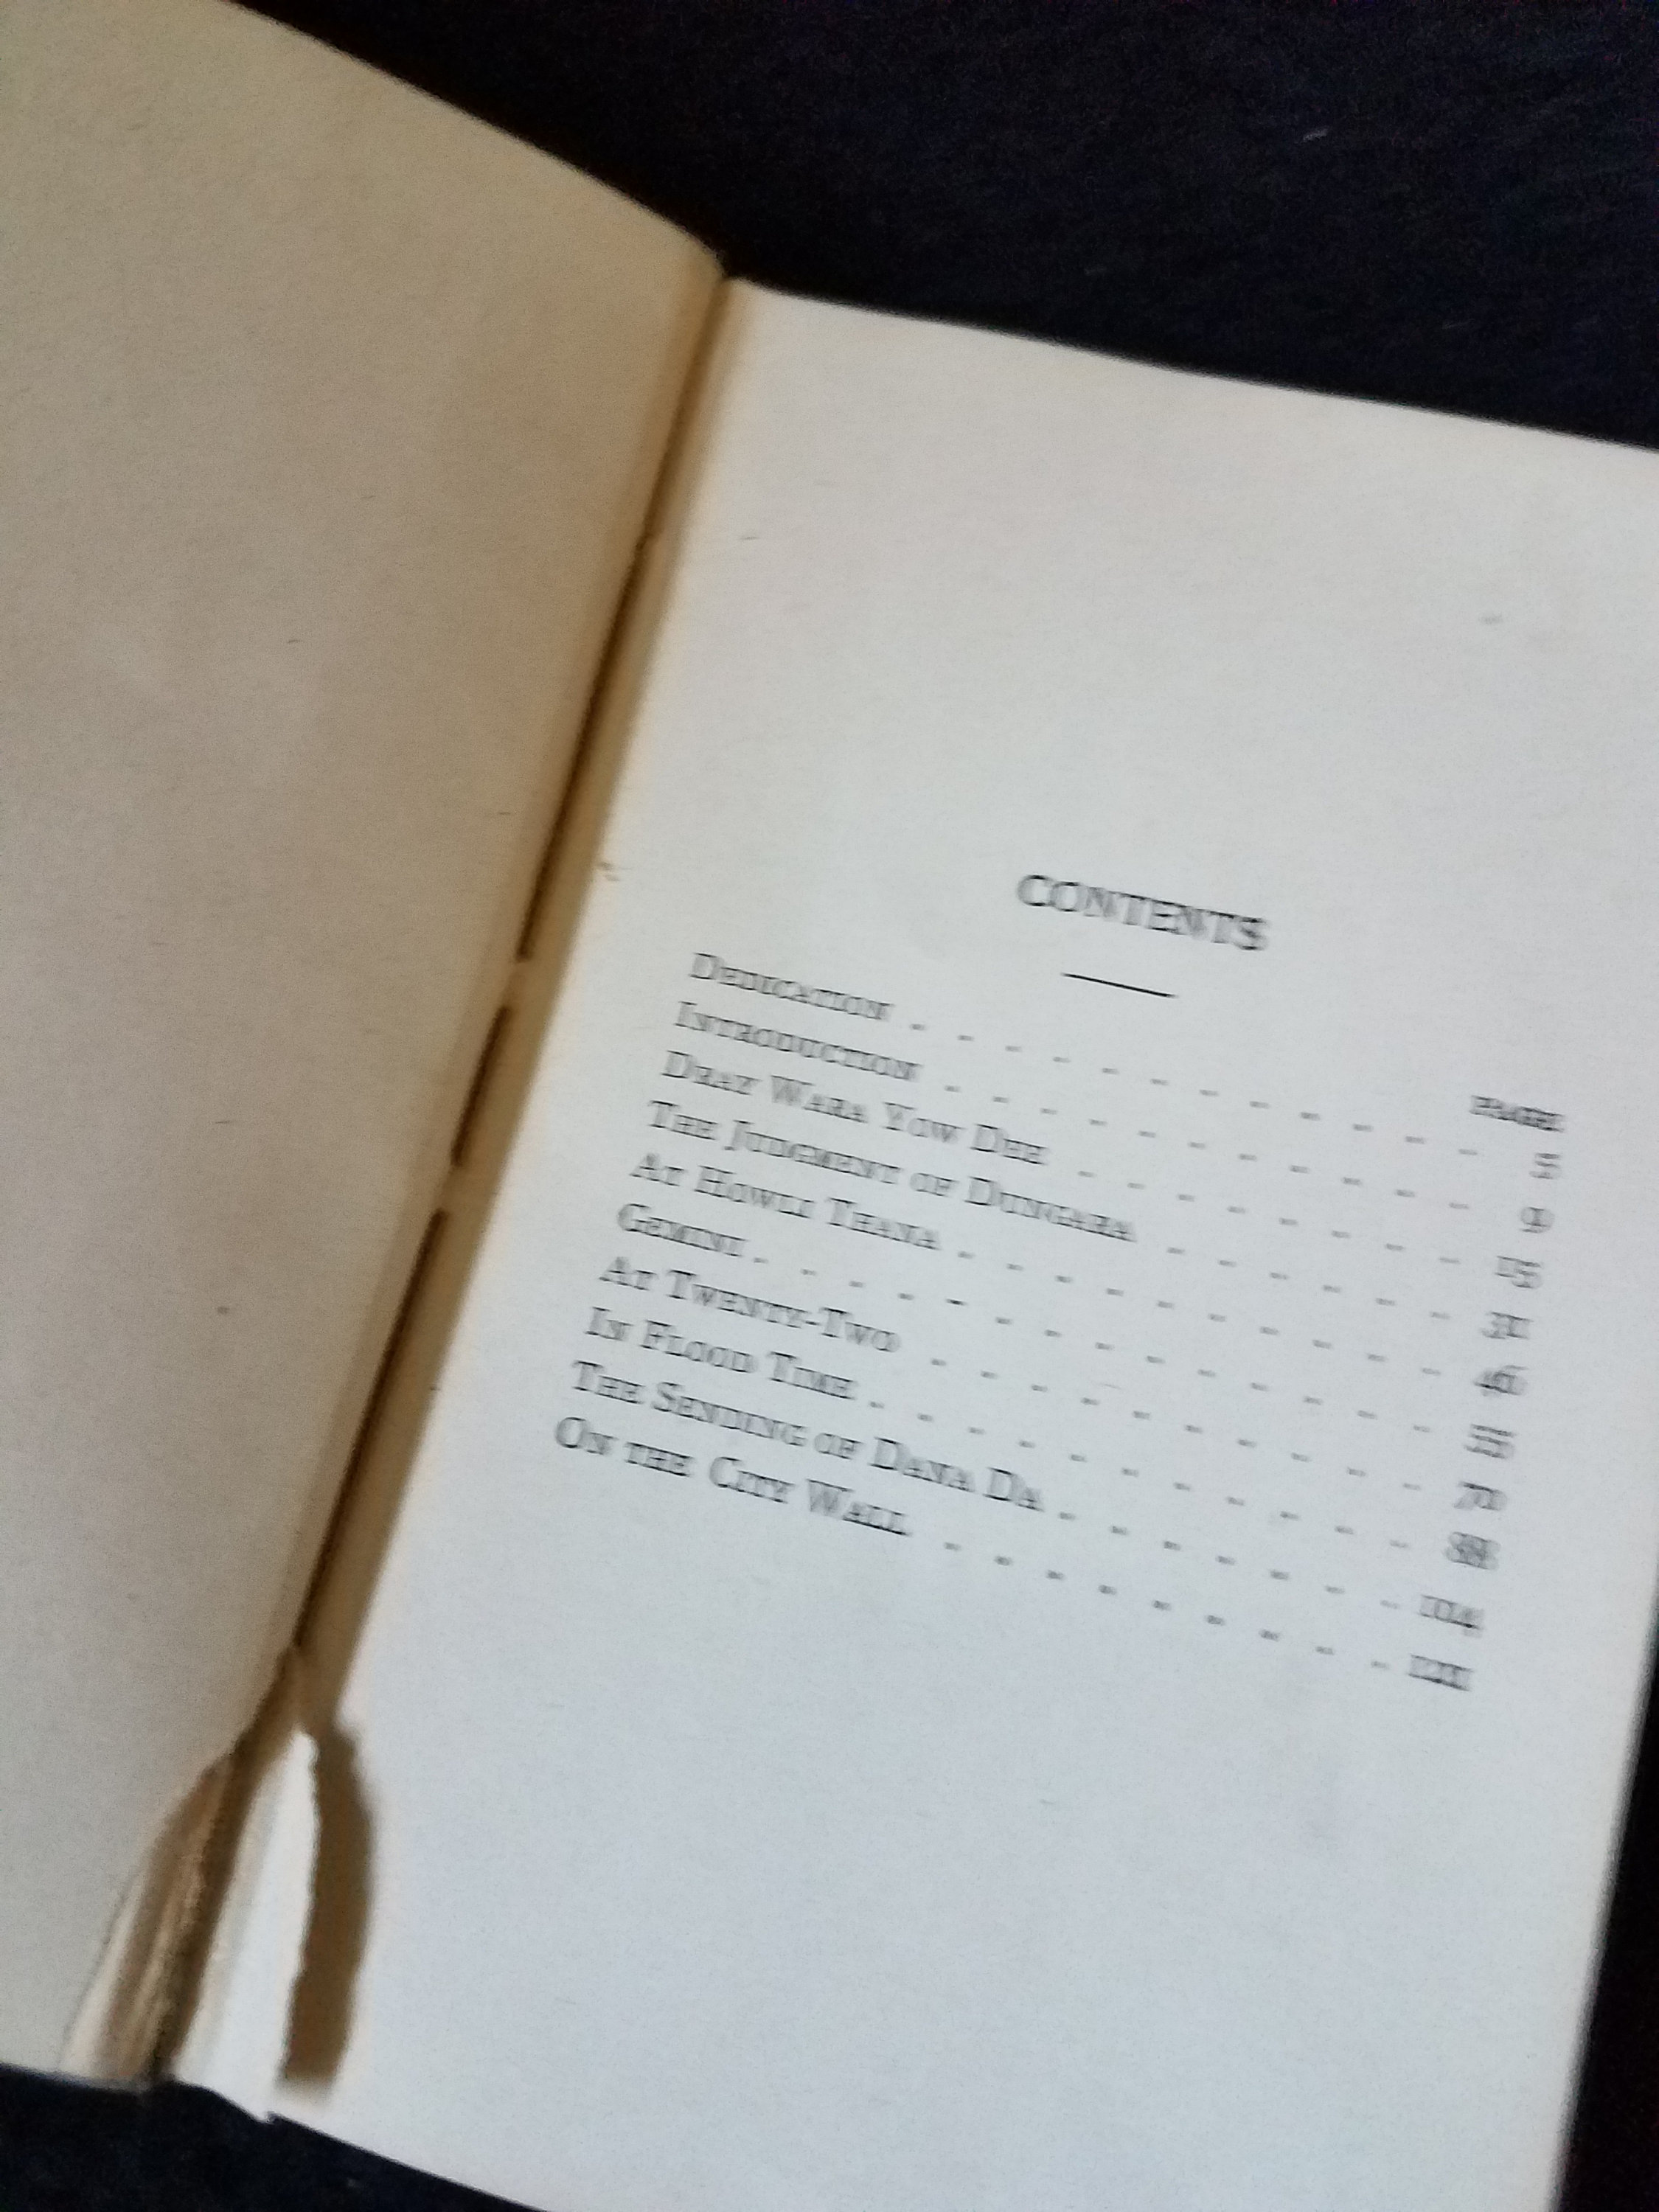 CONTENTS
PAGE
DEDICATION . . . . . . . . . . . . 5
INTRODUCTION . . . . . . . . . . . 9
DRAY WARA YOW DEE . . . . . . . . 15
THE JUDGMENT OF DUNGARA . . . . . . 31
AT HOWLI THANA . . . . . . . . . . 46
GEMINI . . . . . . . . . . . . . . 55
AT TWENTY-TWO . . . . . . . . . . 70
IN FLOOD TIME . . . . . . . . . . . 88
THE SENDING OF DANA DA . . . . . . . 104
ON THE CITY WALL . . . . . . . . . 121